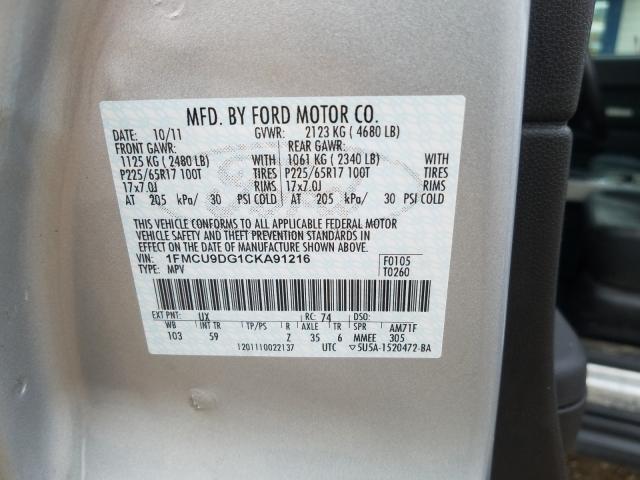 MFD. BY FORD MOTOR CO.
DATE: 10/11 GVWR: 2123 KG ( 4680 LB)
FRONT GAWR: REAR GAWR:
1125 KG ( 2480 LB) WITH 1061 KG ( 2340 LB) WITH
P225/65R17 100T TIRES P225/65R17 100T TIRES
17x7.0J RIMS 17x7.0J RIMS
AT 205 kPa/ 30 PSI COLD AT 205 kPa/ 30 PSI COLD
THIS VEHICLE CONFORMS TO ALL APPLICABLE FEDERAL MOTOR
VEHICLE SAFETY AND THEFT PREVENTION STANDARDS IN
EFFECT ON THE DATE OF MANUFACTURE SHOWN ABOVE.
VIN: 1FMCU9DG1CKA91216 F0105
TYPE: MPV T0260
EXT PNT: UX RC: 74 DSO:
WB INT TR TP/PS R AXLE TR SPR AM71F
103 59 Z 35 6 MMEE 305
1201110022137 UTC ▽5U5A-1520472-BA